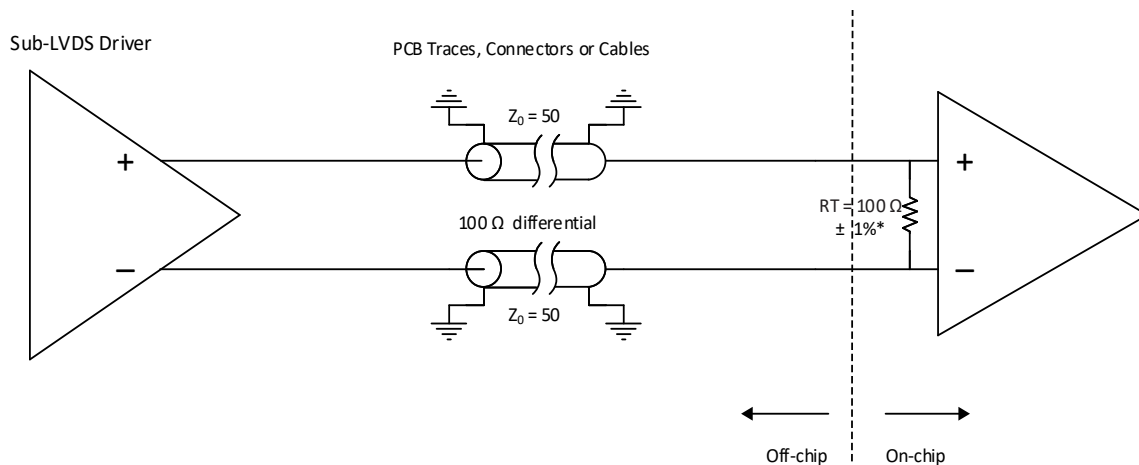 Sub-LVDS Driver
PCB Traces, Connectors or Cables
Z0 = 50
+
+
RT = 100 Ω
± 1%*
100 Ω differential
−
−
Z0 = 50
Off-chip
On-chip